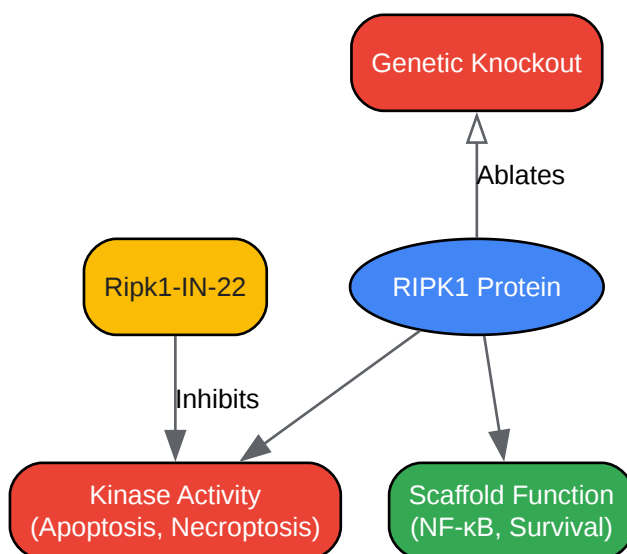 Genetic Knockout
Ablates
Ripk1-IN-22
RIPK1 Protein
Inhibits
Kinase Activity
(Apoptosis, Necroptosis)
Scaffold Function
(NF-κB, Survival)